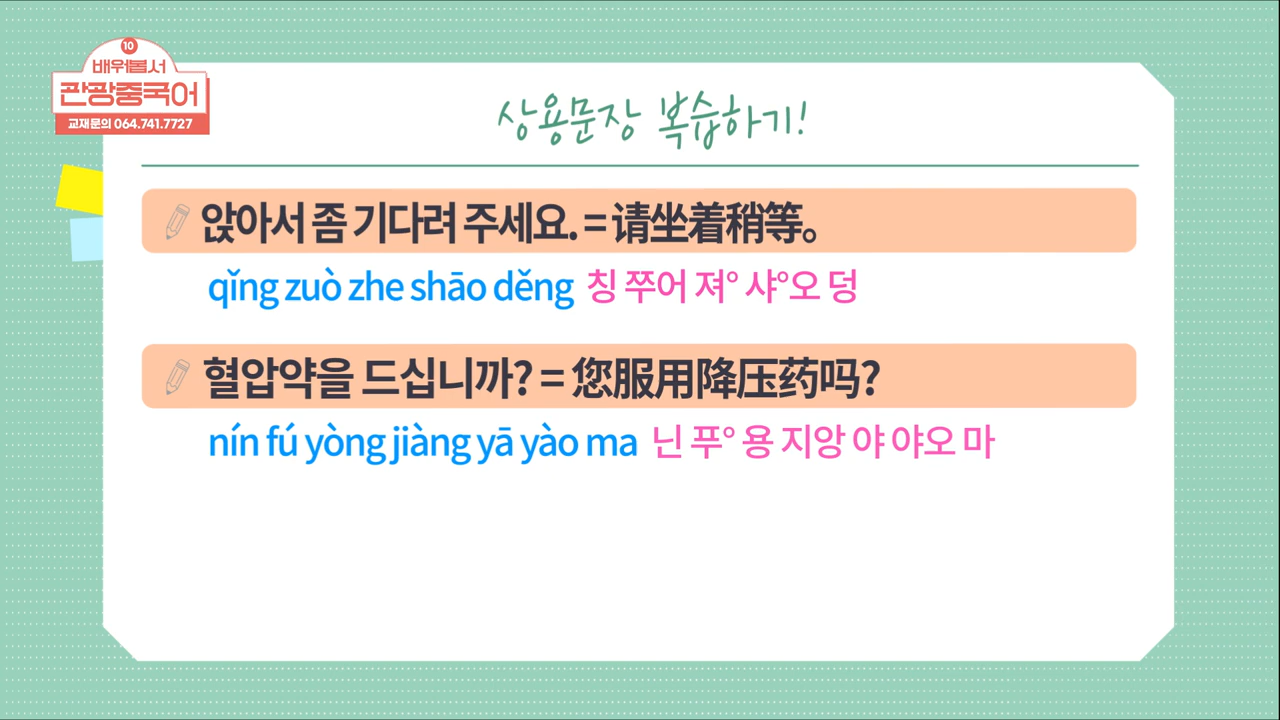 10
배워봅서
관광중국어
교재문의 064.741.7727
상용문장 복습하기!
앉아서 좀 기다려 주세요. = 请坐着稍等。
qǐng zuò zhe shāo děng 칭 쭈어 져° 샤°오 덩
혈압약을 드십니까? = 您服用降压药吗?
nín fú yòng jiàng yā yào ma 닌 푸° 용 지앙 야 야오 마